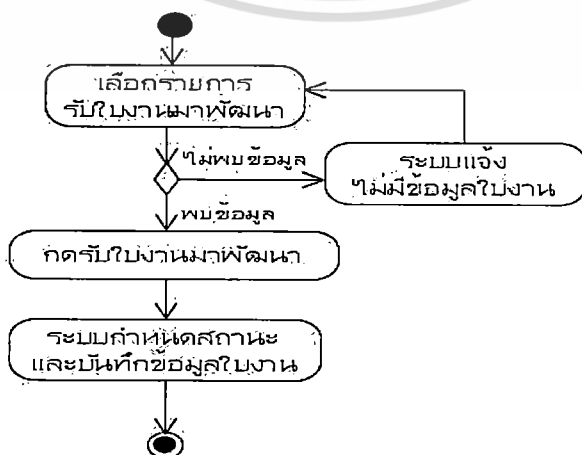 เลือกรายการ
รับใบงานมาพัฒนา
ไม่พบข้อมูล
ระบบแจ้ง
ไม่มีข้อมูลใบงาน
พบข้อมูล
กดรับใบงานมาพัฒนา
ระบบกำหนดสถานะ
และบันทึกข้อมูลใบงาน